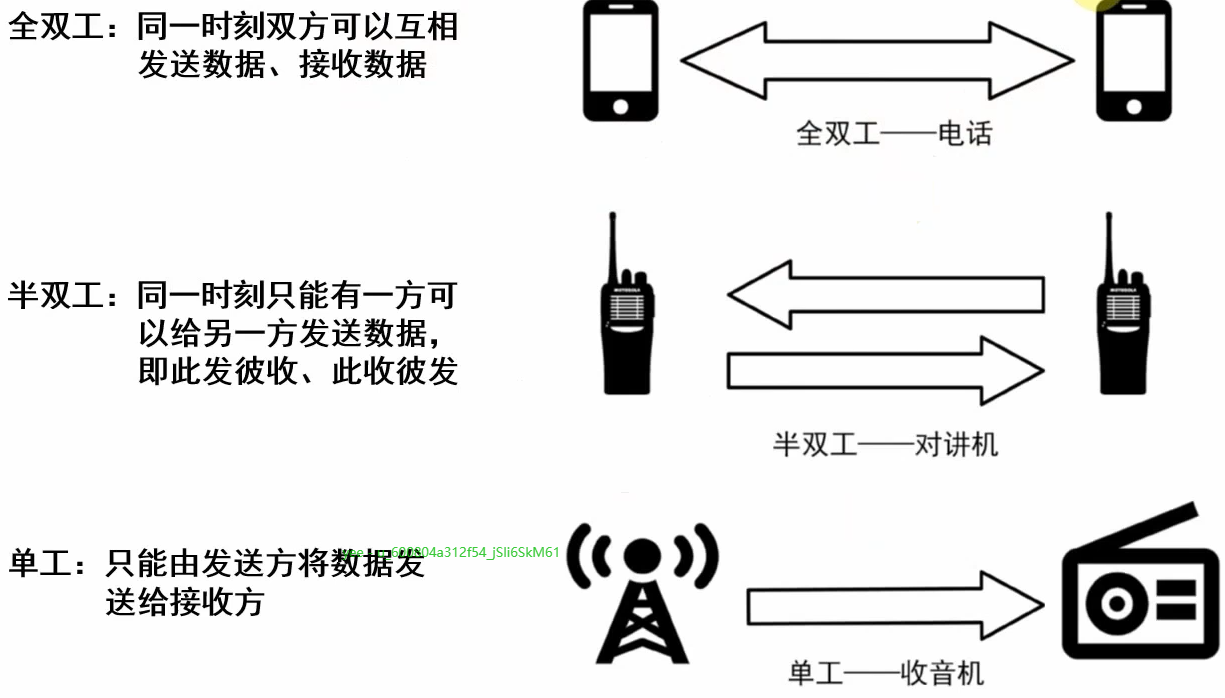 全双工：同一时刻双方可以互相
发送数据、接收数据
全双工——电话
半双工：同一时刻只能有一方可
以给另一方发送数据，
即此发彼收、此收彼发
MOTOROLA
MOTOROLA
半双工——对讲机
单工：只能由发送方将数据发
送给接收方
单工——收音机